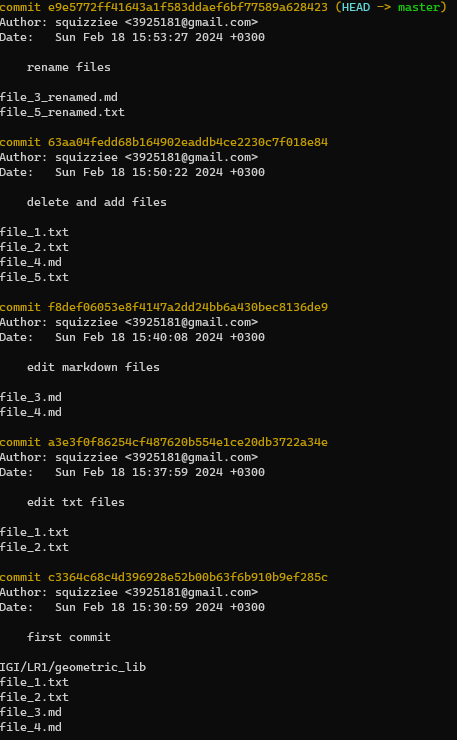 commit e9e5772ff41643a1f583ddaef6bf77589a628423 (HEAD -> master)
Author: squizziee <3925181@gmail.com>
Date:   Sun Feb 18 15:53:27 2024 +0300
    rename files
file_3_renamed.md
file_5_renamed.txt
commit 63aa04fedd68b164902eaddb4ce2230c7f018e84
Author: squizziee <3925181@gmail.com>
Date:   Sun Feb 18 15:50:22 2024 +0300
    delete and add files
file_1.txt
file_2.txt
file_4.md
file_5.txt
commit f8def06053e8f4147a2dd24bb6a430bec8136de9
Author: squizziee <3925181@gmail.com>
Date:   Sun Feb 18 15:40:08 2024 +0300
    edit markdown files
file_3.md
file_4.md
commit a3e3f0f86254cf487620b554e1ce20db3722a34e
Author: squizziee <3925181@gmail.com>
Date:   Sun Feb 18 15:37:59 2024 +0300
    edit txt files
file_1.txt
file_2.txt
commit c3364c68c4d396928e52b00b63f6b910b9ef285c
Author: squizziee <3925181@gmail.com>
Date:   Sun Feb 18 15:30:59 2024 +0300
    first commit
IGI/LR1/geometric_lib
file_1.txt
file_2.txt
file_3.md
file_4.md